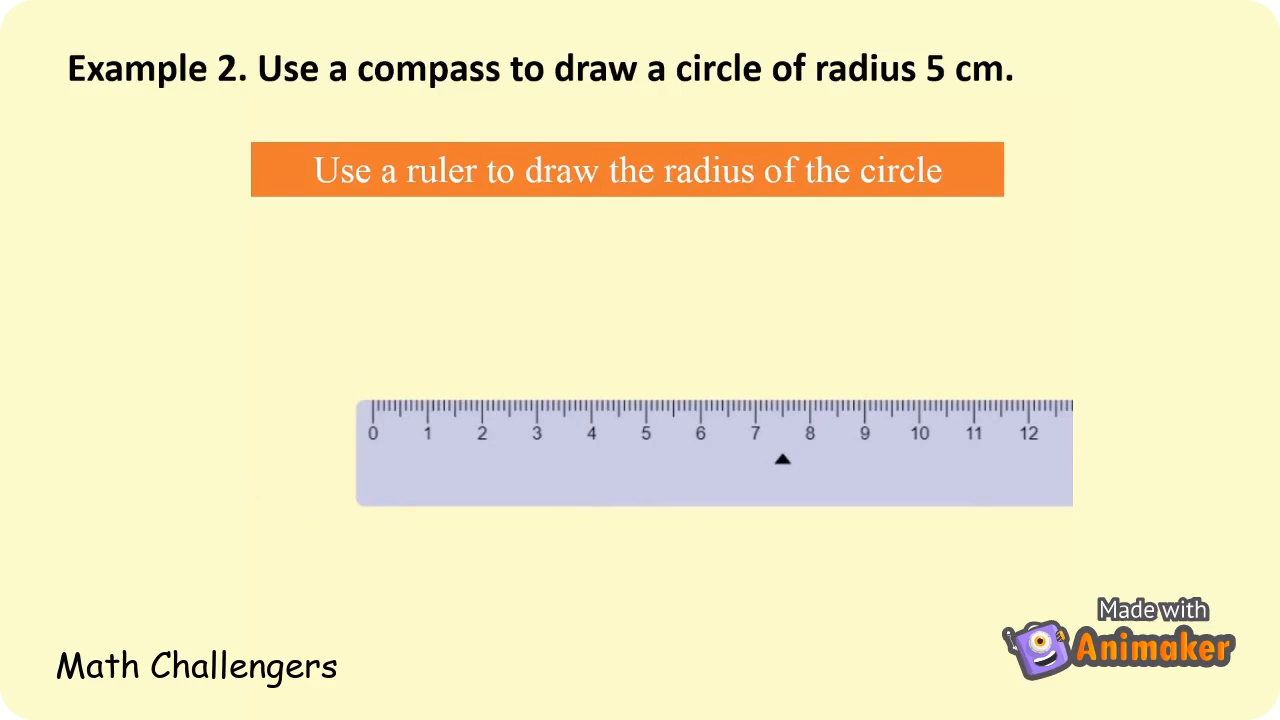 Example 2. Use a compass to draw a circle of radius 5 cm.
Use a ruler to draw the radius of the circle
0 1 2 3 4 5 6 7 8 9 10 11 12
Made with
Animaker
Math Challengers